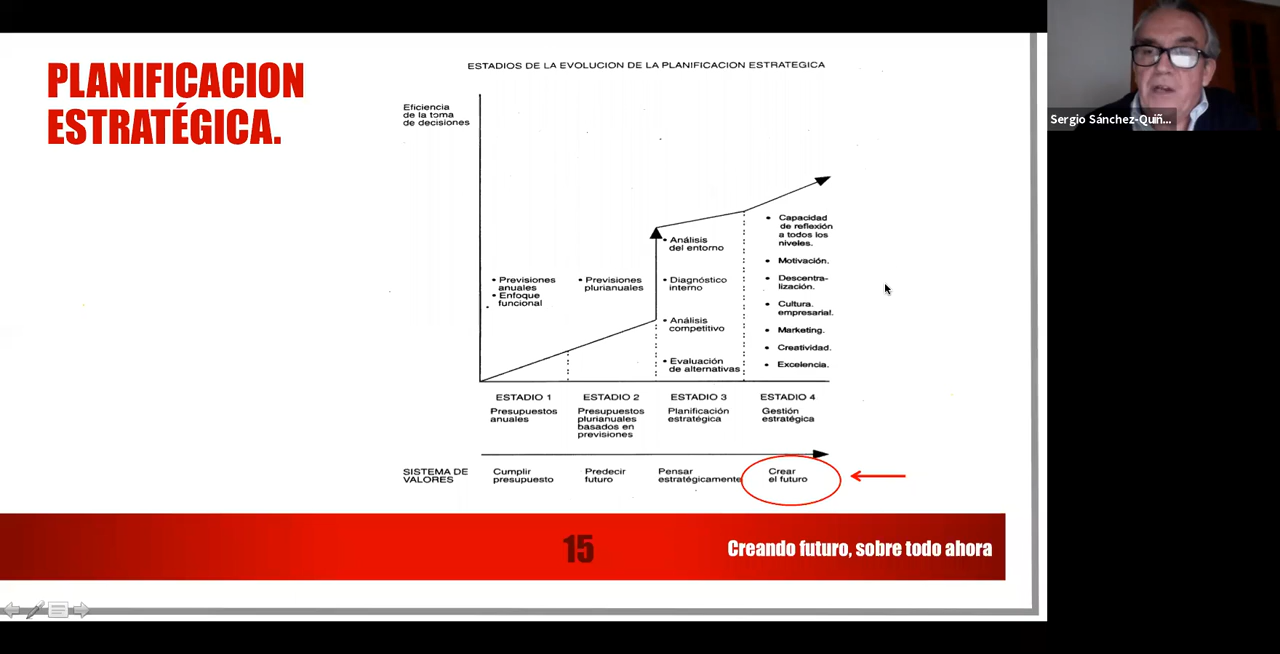 PLANIFICACION
ESTRATÉGICA.
ESTADIOS DE LA EVOLUCION DE LA PLANIFICACION ESTRATEGICA
Eficiencia
de la toma
de decisiones
• Previsiones
anuales
• Enfoque
funcional
• Previsiones
plurianuales
• Análisis
del entorno
• Diagnóstico
interno
• Análisis
competitivo
• Evaluación
de alternativas
• Capacidad
de reflexión
a todos los
niveles.
• Motivación.
• Descentra-
lización.
• Cultura.
empresarial.
• Marketing.
• Creatividad.
• Excelencia.
ESTADIO 1
Presupuestos
anuales
ESTADIO 2
Presupuestos
plurianuales
basados en
previsiones
ESTADIO 3
Planificación
estratégica
ESTADIO 4
Gestión
estratégica
SISTEMA DE
VALORES
Cumplir
presupuesto
Predecir
futuro
Pensar
estratégicamente
Crear
el futuro
15
Creando futuro, sobre todo ahora
Sergio Sánchez-Quiñ...